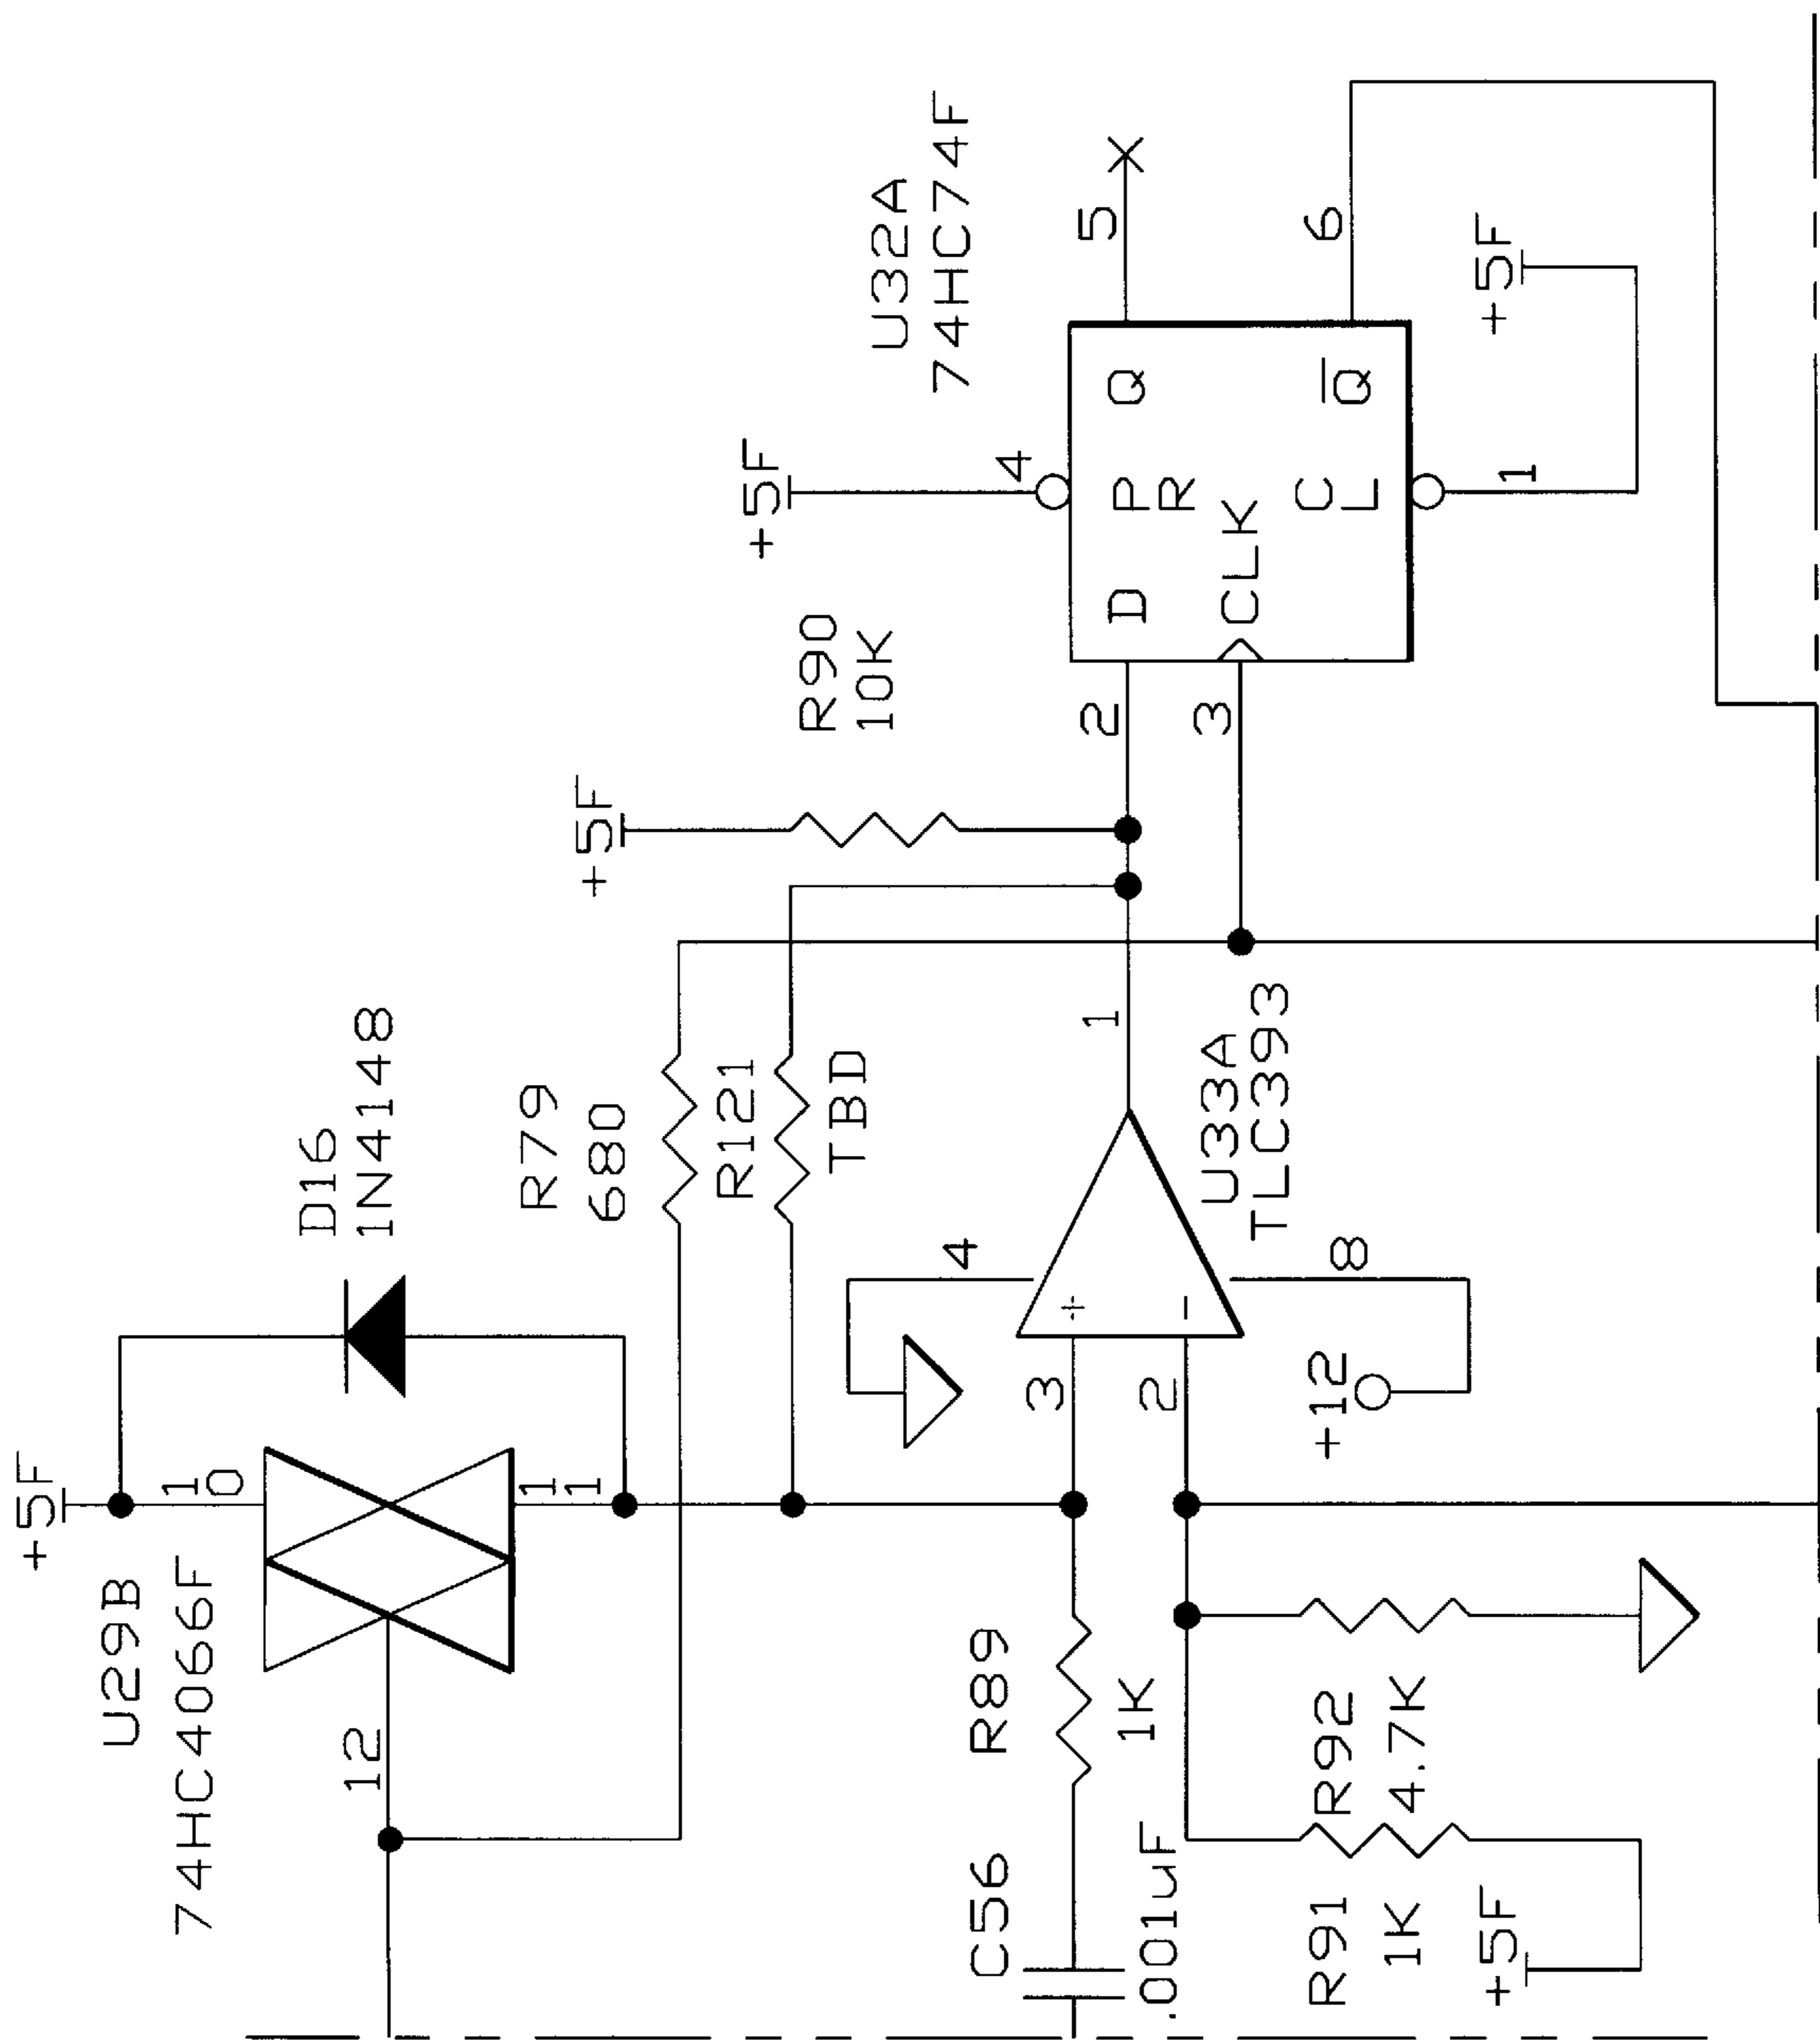 +5F
U29B
74HC4066F
10
11
12
D16
1N4148
R79
680
R121
TBD
+5F
R90
10K
+5F
U32A
74HC74F
4
D
PR
Q
CLK
CL
Q
2
3
5
6
1
+5F
C56
.001uF
R89
1K
3
2
+
-
4
8
1
U33A
TLC393
+12
R92
4.7K
R91
1K
+5F